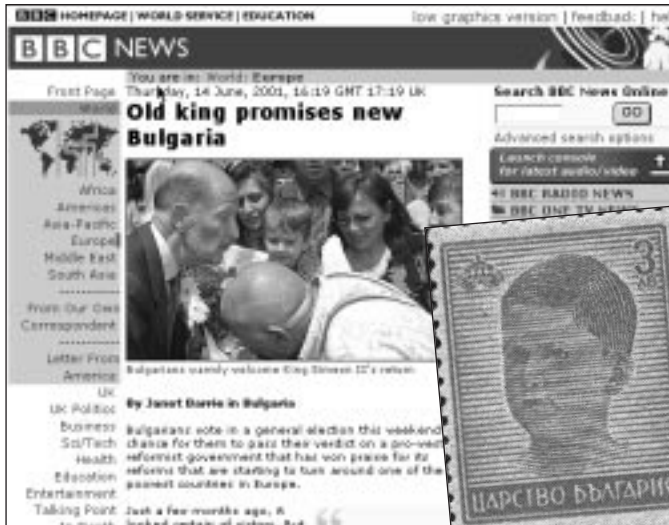 BBC HOMEPAGE | WORLD SERVICE | EDUCATION
low graphics version | feedback |
BBC NEWS
You are in: World: Europe
Front Page
World
Africa
Americas
Asia-Pacific
Europe
Middle East
South Asia
From Our Own
Correspondent
Letter From
America
UK
UK Politics
Business
Sci/Tech
Health
Education
Entertainment
Talking Point
Thursday, 14 June, 2001, 16:19 GMT 17:19 UK
Old king promises new
Bulgaria
Bulgarians warmly welcome King Simeon II's return
By Janet Barrie in Bulgaria
Bulgarians vote in a general election this weekend
chance for them to pass their verdict on a
reformist government that has won praise for its
reforms that are starting to turn around one of the
poorest countries in Europe.
Just a few months ago, it
looked certain of victory. But
Search BBC News Online
GO
Advanced search options
Launch console
for latest audio/video
BBC RADIO NEWS
BBC ONE TV NEWS
3
ЛВ
ЦАРСТВО БЪЛГАРИЯ